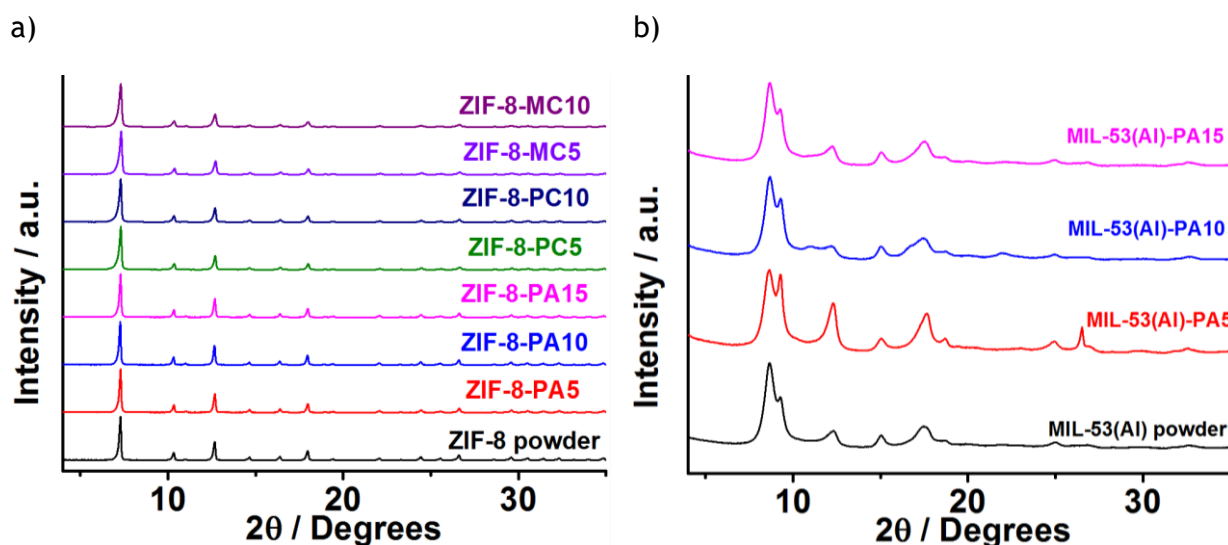 a)
ZIF-8-MC10
ZIF-8-MC5
ZIF-8-PC10
ZIF-8-PC5
ZIF-8-PA15
ZIF-8-PA10
ZIF-8-PA5
ZIF-8 powder
Intensity / a.u.
10
20
30
2θ / Degrees
b)
MIL-53(Al)-PA15
MIL-53(Al)-PA10
MIL-53(Al)-PA5
MIL-53(Al) powder
Intensity / a.u.
10
20
30
2θ / Degrees